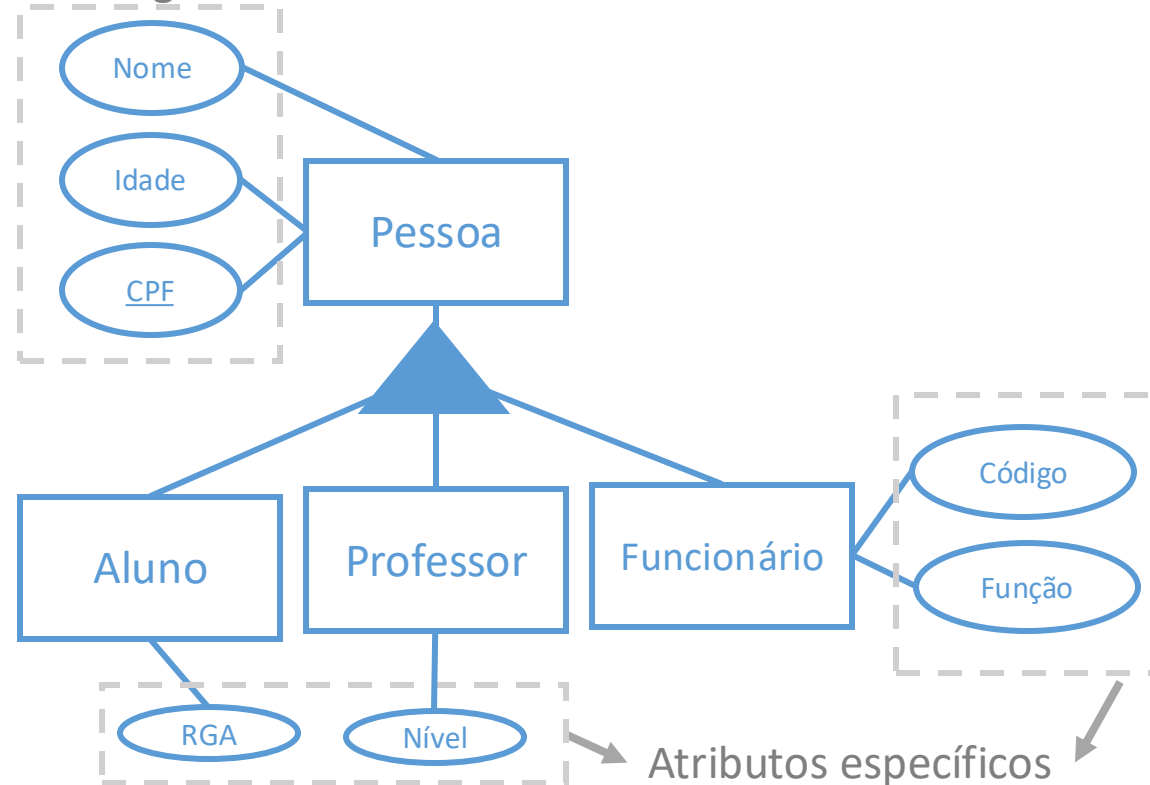 Nome
Idade
Pessoa
CPF
Código
Aluno
Professor
Funcionário
Função
RGA
Nível
Atributos específicos